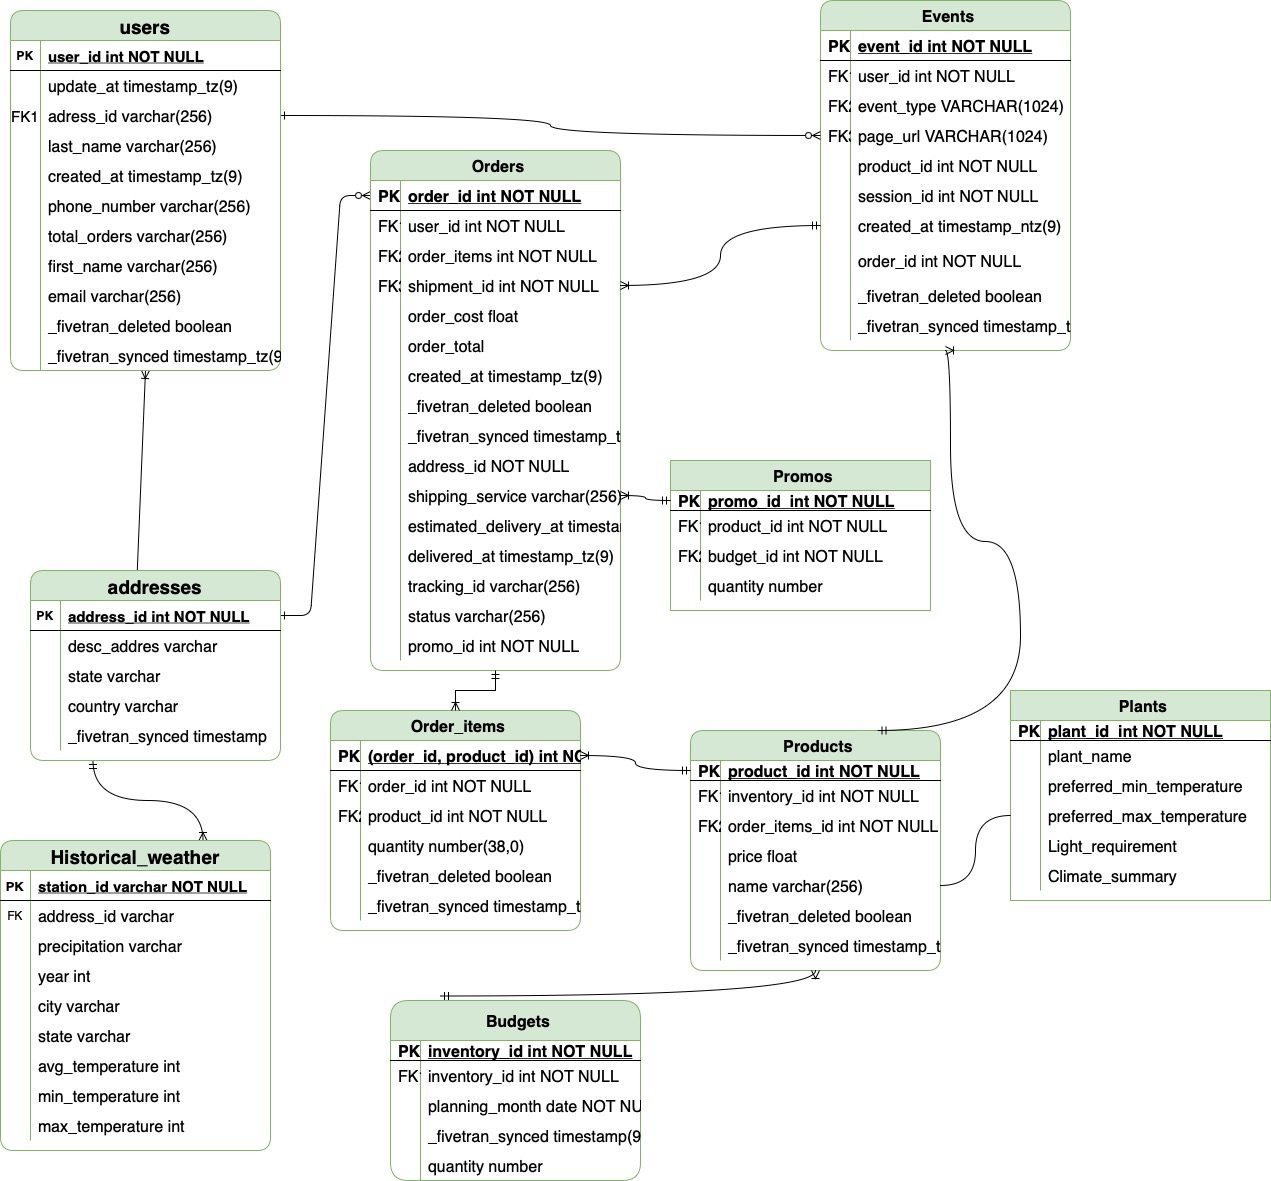 users
PK user_id int NOT NULL
update_at timestamp_tz(9)
FK1 adress_id varchar(256)
last_name varchar(256)
created_at timestamp_tz(9)
phone_number varchar(256)
total_orders varchar(256)
first_name varchar(256)
email varchar(256)
_fivetran_deleted boolean
_fivetran_synced timestamp_tz(9
Events
PK event_id int NOT NULL
FK1 user_id int NOT NULL
FK2 event_type VARCHAR(1024)
FK3 page_url VARCHAR(1024)
product_id int NOT NULL
session_id int NOT NULL
created_at timestamp_ntz(9)
order_id int NOT NULL
_fivetran_deleted boolean
_fivetran_synced timestamp_t
Orders
PK order_id int NOT NULL
FK1 user_id int NOT NULL
FK2 order_items int NOT NULL
FK3 shipment_id int NOT NULL
order_cost float
order_total
created_at timestamp_tz(9)
_fivetran_deleted boolean
_fivetran_synced timestamp_t
address_id NOT NULL
shipping_service varchar(256)
estimated_delivery_at timesta
delivered_at timestamp_tz(9)
tracking_id varchar(256)
status varchar(256)
promo_id int NOT NULL
Promos
PK promo_id int NOT NULL
FK1 product_id int NOT NULL
FK2 budget_id int NOT NULL
quantity number
addresses
PK address_id int NOT NULL
desc_addres varchar
state varchar
country varchar
_fivetran_synced timestamp
Order_items
PK (order_id, product_id) int NO
FK1 order_id int NOT NULL
FK2 product_id int NOT NULL
quantity number(38,0)
_fivetran_deleted boolean
_fivetran_synced timestamp_t
Products
PK product_id int NOT NULL
FK1 inventory_id int NOT NULL
FK2 order_items_id int NOT NULL
price float
name varchar(256)
_fivetran_deleted boolean
_fivetran_synced timestamp_t
Plants
PK plant_id int NOT NULL
plant_name
preferred_min_temperature
preferred_max_temperature
Light_requirement
Climate_summary
Historical_weather
PK station_id varchar NOT NULL
FK address_id varchar
precipitation varchar
year int
city varchar
state varchar
avg_temperature int
min_temperature int
max_temperature int
Budgets
PK inventory_id int NOT NULL
FK1 inventory_id int NOT NULL
planning_month date NOT NU
_fivetran_synced timestamp(9
quantity number